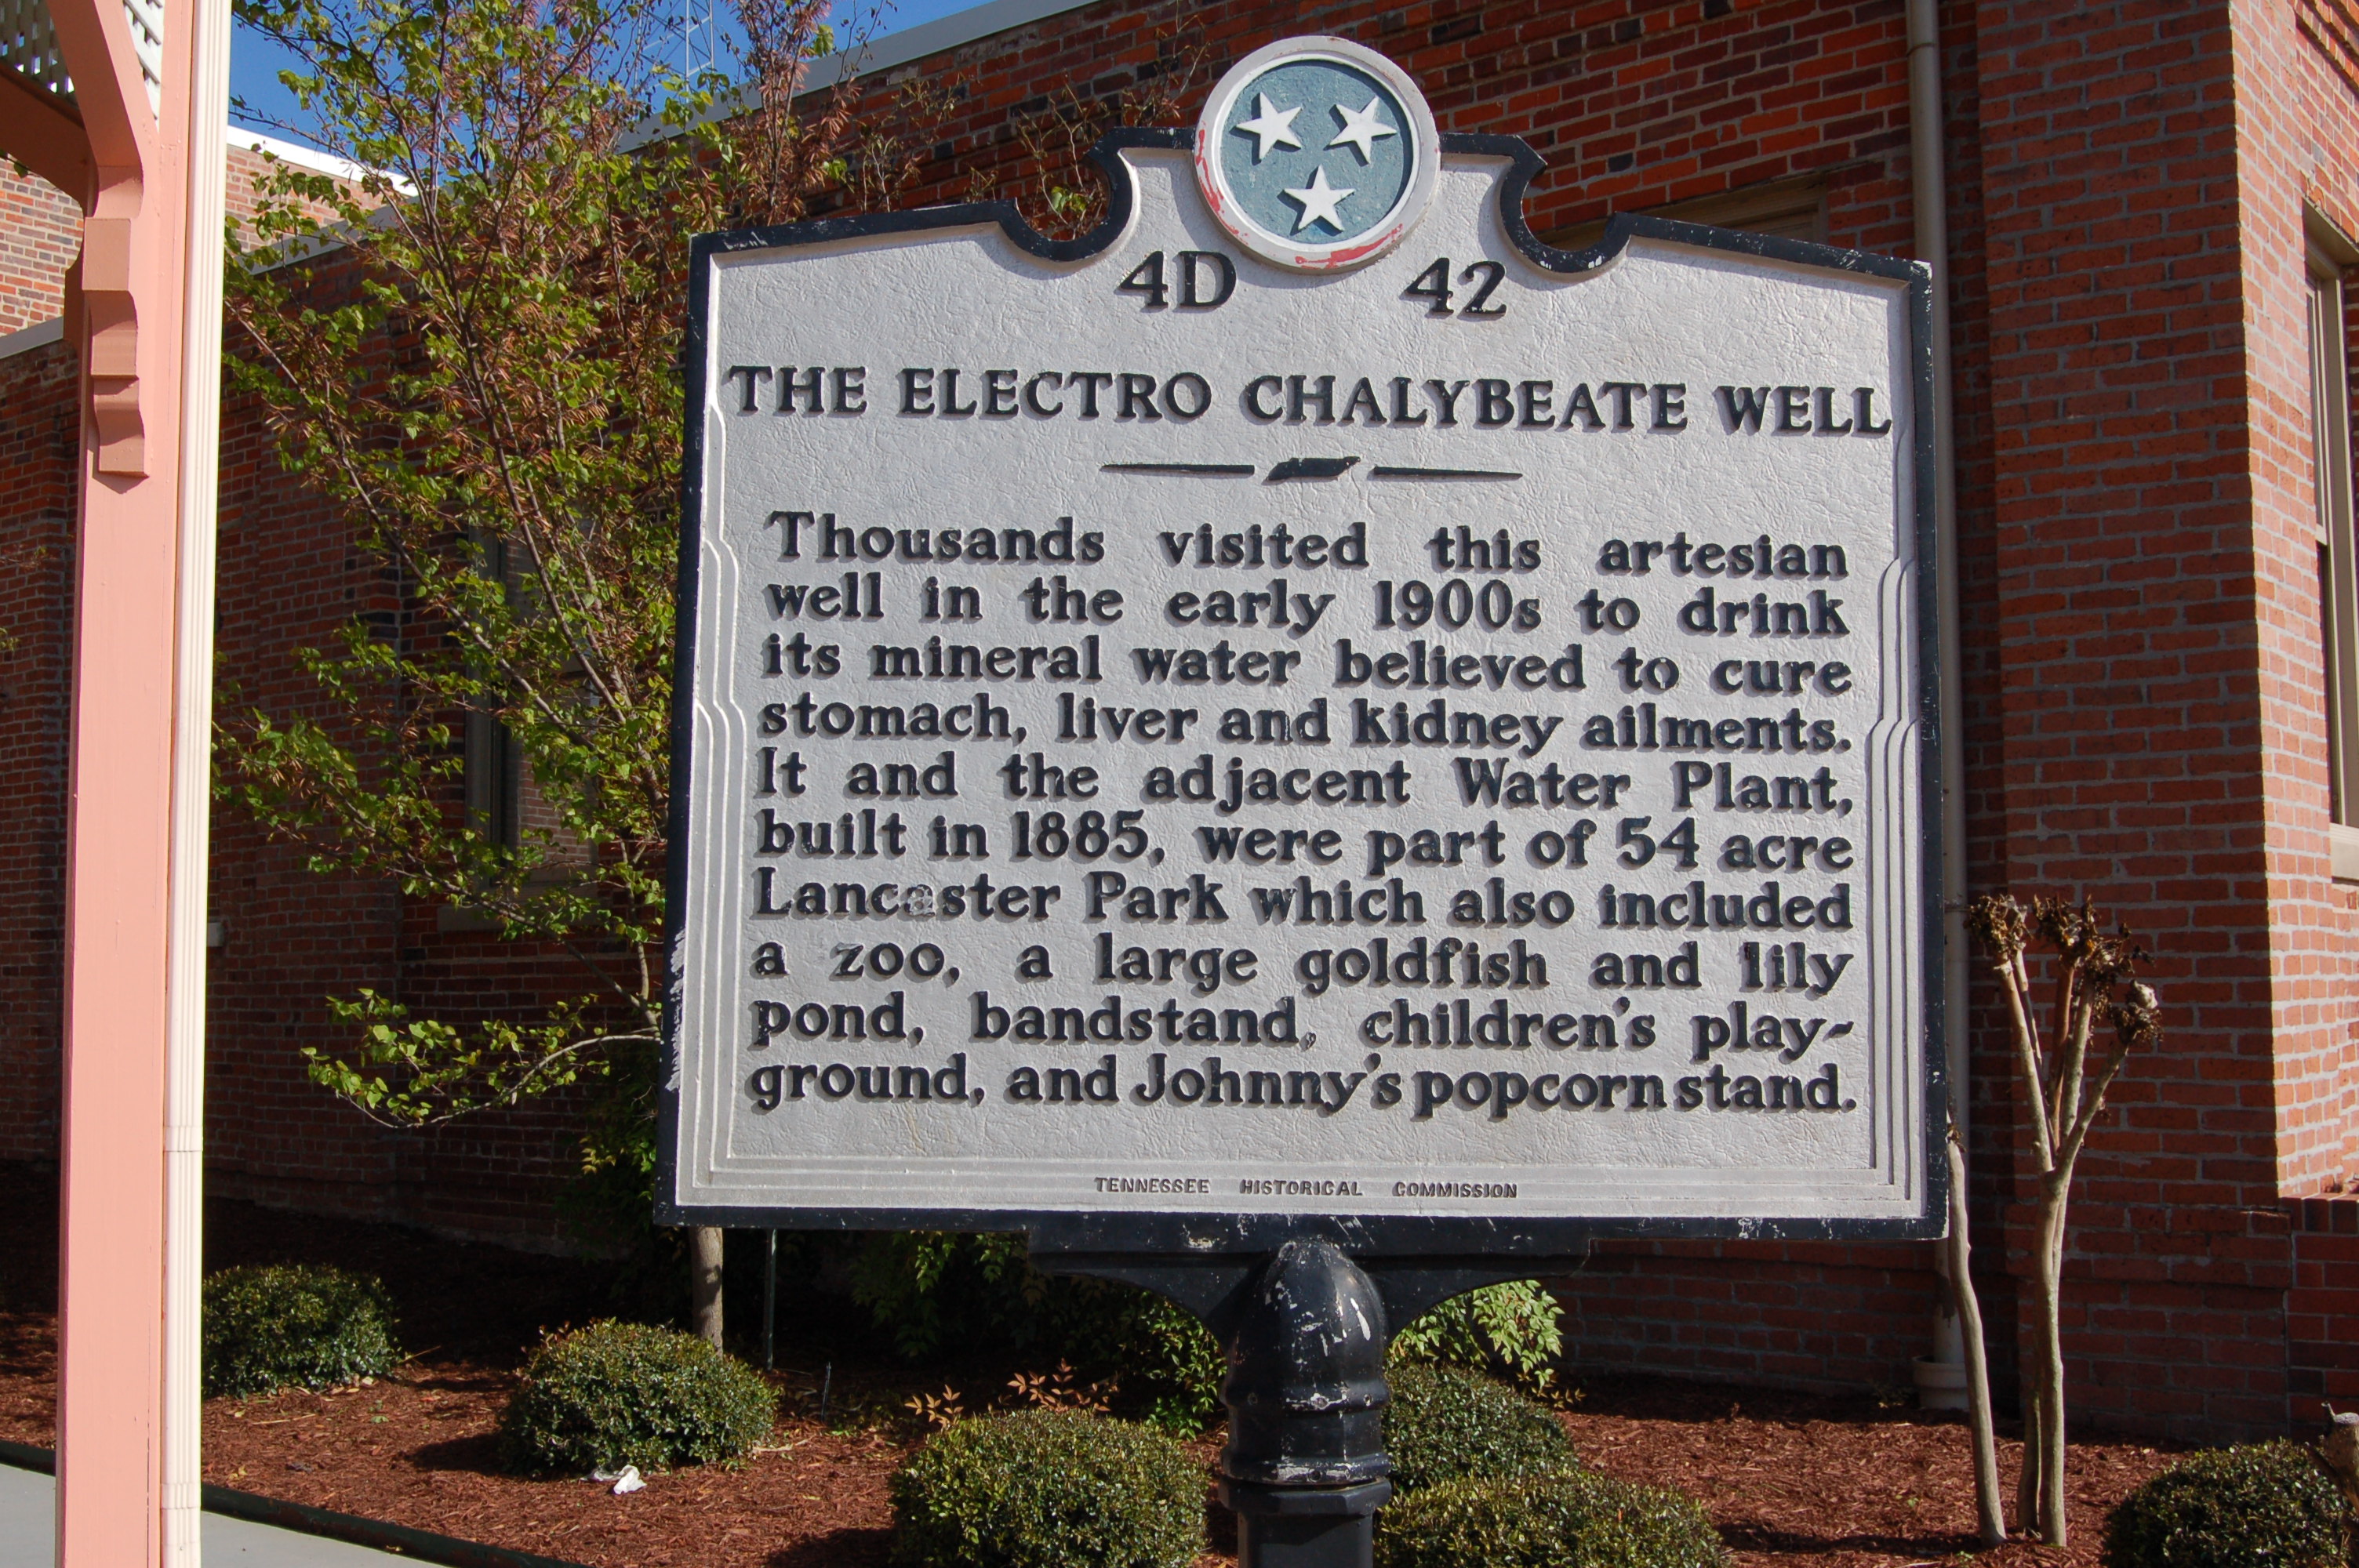 4D 42
THE ELECTRO CHALYBEATE WELL
Thousands visited this artesian
well in the early 1900s to drink
its mineral water believed to cure
stomach, liver and kidney ailments.
It and the adjacent Water Plant,
built in 1885, were part of 54 acre
Lancaster Park which also included
a zoo, a large goldfish and lily
pond, bandstand, children's play-
ground, and Johnny's popcorn stand.
TENNESSEE HISTORICAL COMMISSION